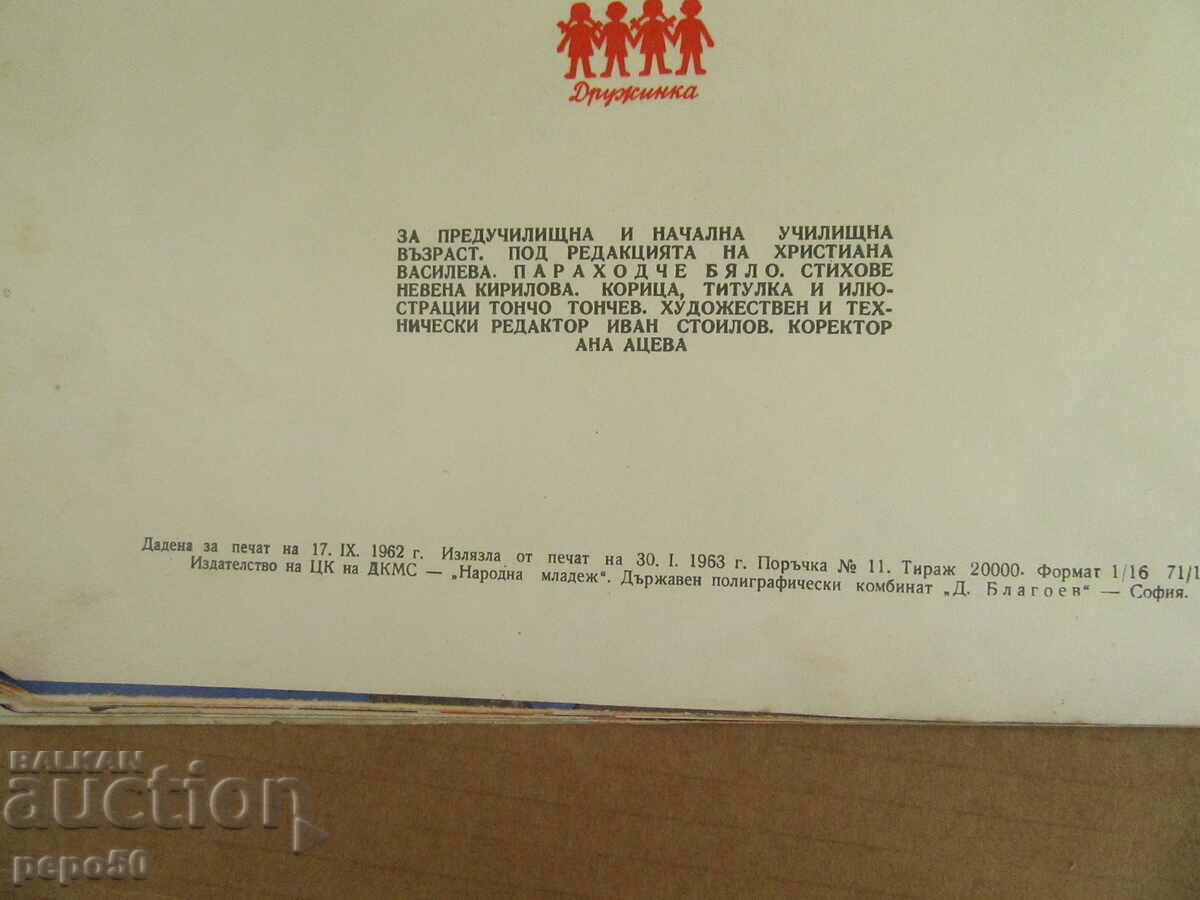 Дружинка
ЗА ПРЕДУЧИЛИЩНА И НАЧАЛНА УЧИЛИЩНА
ВЪЗРАСТ. ПОД РЕДАКЦИЯТА НА ХРИСТИАНА
ВАСИЛЕВА. ПАРАХОДЧЕ БЯЛО. СТИХОВЕ
НЕВЕНА КИРИЛОВА. КОРИЦА, ТИТУЛКА И ИЛЮ-
СТРАЦИИ ТОНЧО ТОНЧЕВ. ХУДОЖЕСТВЕН И ТЕХ-
НИЧЕСКИ РЕДАКТОР ИВАН СТОИЛОВ. КОРЕКТОР
АНА АЦЕВА
Дадена за печат на 17. IX. 1962 г. Излязла от печат на 30. I. 1963 г. Поръчка № 11. Тираж 20000. Формат 1/16 71/1
Издателство на ЦК на ДКМС — „Народна младеж“. Държавен полиграфически комбинат „Д. Благоев“ — София.
BALKAN
auction
pepo50